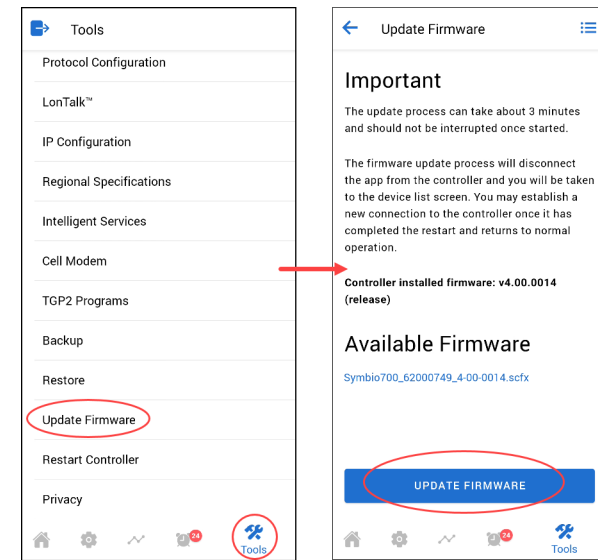 Tools
Protocol Configuration
LonTalk™
IP Configuration
Regional Specifications
Intelligent Services
Cell Modem
TGP2 Programs
Backup
Restore
Update Firmware
Restart Controller
Privacy
24
Tools
Update Firmware
Important
The update process can take about 3 minutes
and should not be interrupted once started.
The firmware update process will disconnect
the app from the controller and you will be taken
to the device list screen. You may establish a
new connection to the controller once it has
completed the restart and returns to normal
operation.
Controller installed firmware: v4.00.0014
(release)
Available Firmware
Symbio700_62000749_4-00-0014.scfx
UPDATE FIRMWARE
24
Tools